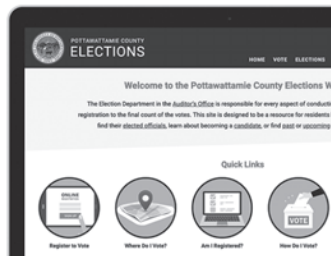 POTTAWATTAMIE COUNTY
ELECTIONS
HOME VOTE ELECTIONS
Welcome to the Pottawattamie County Elections W
The Election Department in the Auditor's Office is responsible for every aspect of conducti
registration to the final count of the votes. This site is designed to be a resource for residents
find their elected officials, learn about becoming a candidate, or find past or upcoming
Quick Links
ONLINE
VOTE
Register to Vote Where Do I Vote? Am I Registered? How Do I Vote?